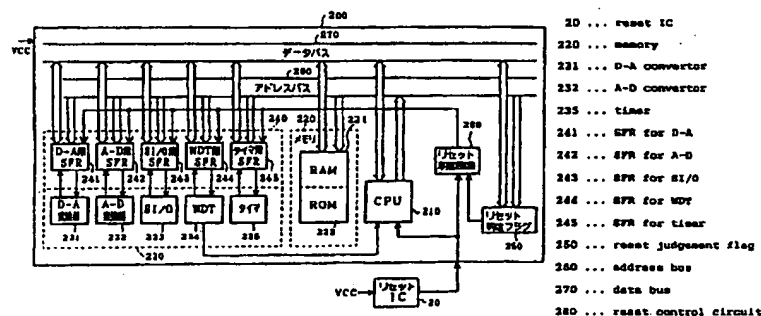 200
VCC
270
データバス
260
アドレスバス
240
220
メモリ
221
280
D-A用
SFR
241
A-D用
SFR
242
SI/O用
SFR
243
WDT用
SFR
244
タイマ用
SFR
245
RAM
ROM
222
CPU
210
リセット
制御回路
リセット
判定フラグ
250
D-A
変換器
231
A-D
変換器
232
SI/O
233
WDT
234
タイマ
235
230
VCC
リセット
IC
20
20 ... reset IC
220 ... memory
231 ... D-A convertor
232 ... A-D convertor
235 ... timer
241 ... SFR for D-A
242 ... SFR for A-D
243 ... SFR for SI/O
244 ... SFR for WDT
245 ... SFR for timer
250 ... reset judgement flag
260 ... address bus
270 ... data bus
280 ... reset control circuit